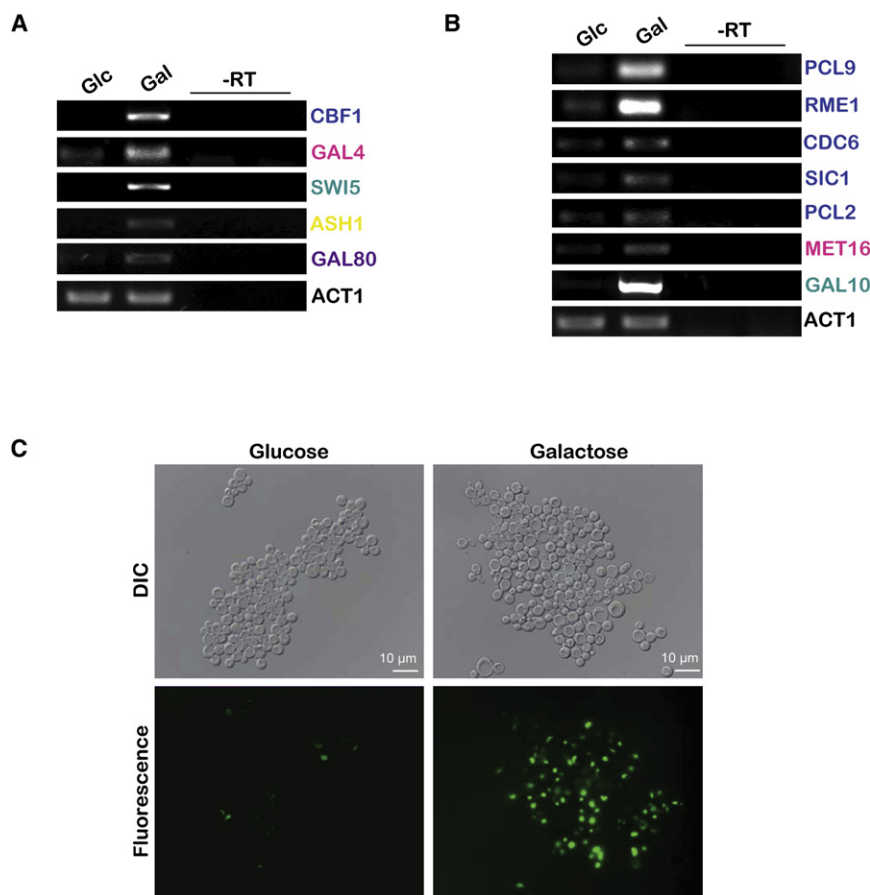 A
Glc Gal -RT
CBF1
GAL4
SWI5
ASH1
GAL80
ACT1
B
Glc Gal -RT
PCL9
RME1
CDC6
SIC1
PCL2
MET16
GAL10
ACT1
C
Glucose Galactose
DIC
10 µm 10 µm
Fluorescence